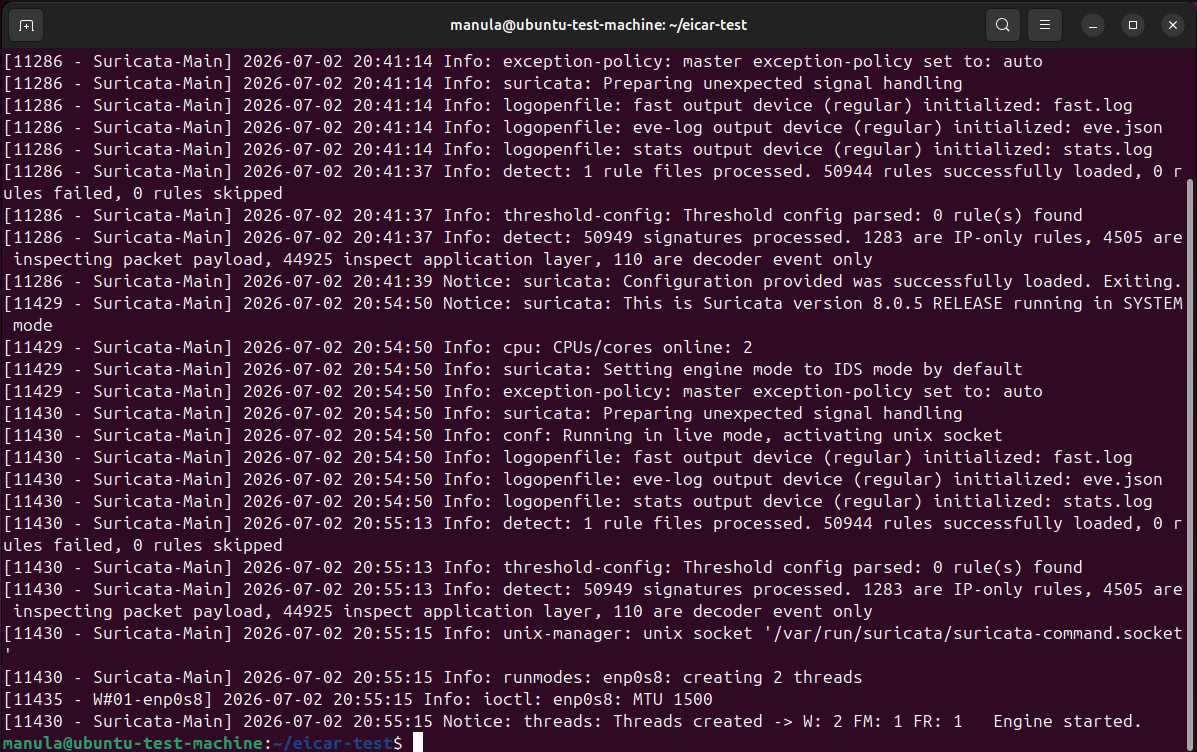 manula@ubuntu-test-machine: ~/eicar-test
[11286 - Suricata-Main] 2026-07-02 20:41:14 Info: exception-policy: master exception-policy set to: auto
[11286 - Suricata-Main] 2026-07-02 20:41:14 Info: suricata: Preparing unexpected signal handling
[11286 - Suricata-Main] 2026-07-02 20:41:14 Info: logopenfile: fast output device (regular) initialized: fast.log
[11286 - Suricata-Main] 2026-07-02 20:41:14 Info: logopenfile: eve-log output device (regular) initialized: eve.json
[11286 - Suricata-Main] 2026-07-02 20:41:14 Info: logopenfile: stats output device (regular) initialized: stats.log
[11286 - Suricata-Main] 2026-07-02 20:41:37 Info: detect: 1 rule files processed. 50944 rules successfully loaded, 0 r
ules failed, 0 rules skipped
[11286 - Suricata-Main] 2026-07-02 20:41:37 Info: threshold-config: Threshold config parsed: 0 rule(s) found
[11286 - Suricata-Main] 2026-07-02 20:41:37 Info: detect: 50949 signatures processed. 1283 are IP-only rules, 4505 are
 inspecting packet payload, 44925 inspect application layer, 110 are decoder event only
[11286 - Suricata-Main] 2026-07-02 20:41:39 Notice: suricata: Configuration provided was successfully loaded. Exiting.
[11429 - Suricata-Main] 2026-07-02 20:54:50 Notice: suricata: This is Suricata version 8.0.5 RELEASE running in SYSTEM
 mode
[11429 - Suricata-Main] 2026-07-02 20:54:50 Info: cpu: CPUs/cores online: 2
[11429 - Suricata-Main] 2026-07-02 20:54:50 Info: suricata: Setting engine mode to IDS mode by default
[11429 - Suricata-Main] 2026-07-02 20:54:50 Info: exception-policy: master exception-policy set to: auto
[11430 - Suricata-Main] 2026-07-02 20:54:50 Info: suricata: Preparing unexpected signal handling
[11430 - Suricata-Main] 2026-07-02 20:54:50 Info: conf: Running in live mode, activating unix socket
[11430 - Suricata-Main] 2026-07-02 20:54:50 Info: logopenfile: fast output device (regular) initialized: fast.log
[11430 - Suricata-Main] 2026-07-02 20:54:50 Info: logopenfile: eve-log output device (regular) initialized: eve.json
[11430 - Suricata-Main] 2026-07-02 20:54:50 Info: logopenfile: stats output device (regular) initialized: stats.log
[11430 - Suricata-Main] 2026-07-02 20:55:13 Info: detect: 1 rule files processed. 50944 rules successfully loaded, 0 r
ules failed, 0 rules skipped
[11430 - Suricata-Main] 2026-07-02 20:55:13 Info: threshold-config: Threshold config parsed: 0 rule(s) found
[11430 - Suricata-Main] 2026-07-02 20:55:13 Info: detect: 50949 signatures processed. 1283 are IP-only rules, 4505 are
 inspecting packet payload, 44925 inspect application layer, 110 are decoder event only
[11430 - Suricata-Main] 2026-07-02 20:55:15 Info: unix-manager: unix socket '/var/run/suricata/suricata-command.socket
'
[11430 - Suricata-Main] 2026-07-02 20:55:15 Info: runmodes: enp0s8: creating 2 threads
[11435 - W#01-enp0s8] 2026-07-02 20:55:15 Info: ioctl: enp0s8: MTU 1500
[11430 - Suricata-Main] 2026-07-02 20:55:15 Notice: threads: Threads created -> W: 2 FM: 1 FR: 1   Engine started.
manula@ubuntu-test-machine:~/eicar-test$